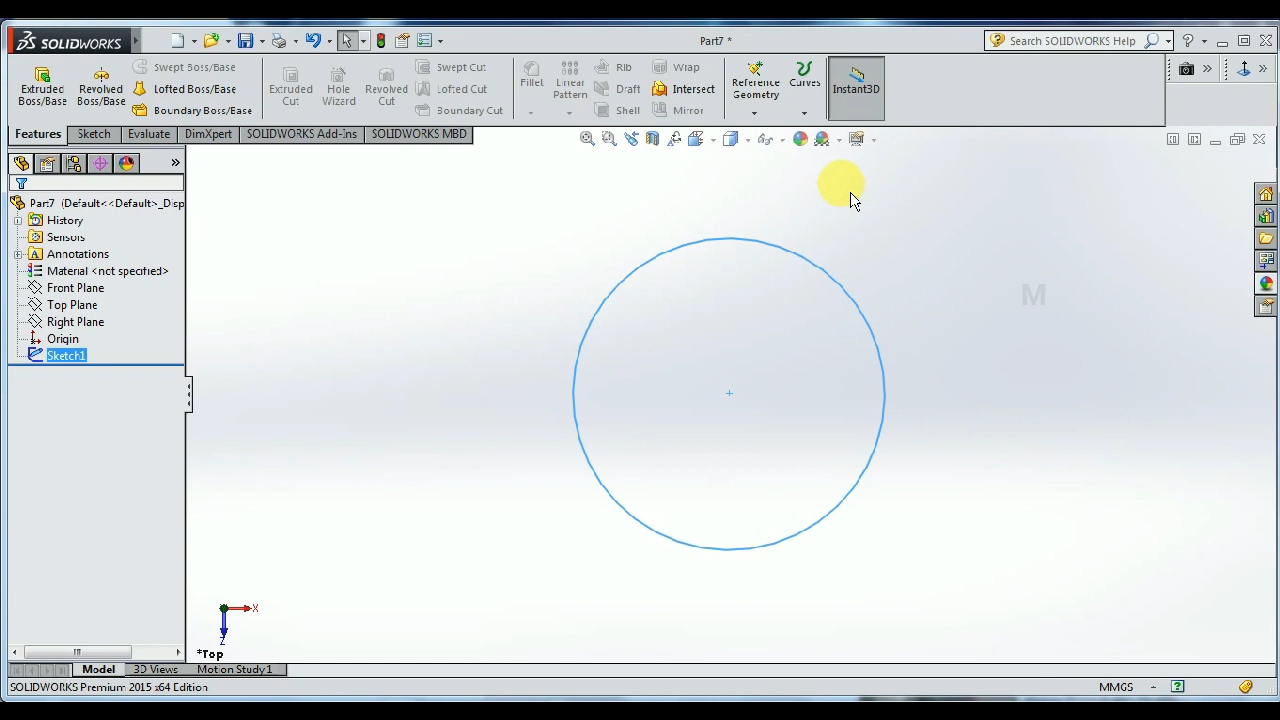 SOLIDWORKS
Part7 *
Search SOLIDWORKS Help
Extruded Boss/Base
Revolved Boss/Base
Swept Boss/Base
Lofted Boss/Base
Boundary Boss/Base
Extruded Cut
Hole Wizard
Revolved Cut
Swept Cut
Lofted Cut
Boundary Cut
Fillet
Linear Pattern
Rib
Draft
Shell
Wrap
Intersect
Mirror
Reference Geometry
Curves
Instant3D
Features Sketch Evaluate DimXpert SOLIDWORKS Add-Ins SOLIDWORKS MBD
Part7 (Default<<Default>_Disp
History
Sensors
Annotations
Material <not specified>
Front Plane
Top Plane
Right Plane
Origin
Sketch1
M
X
Z
*Top
Model 3D Views Motion Study 1
SOLIDWORKS Premium 2015 x64 Edition
MMGS -